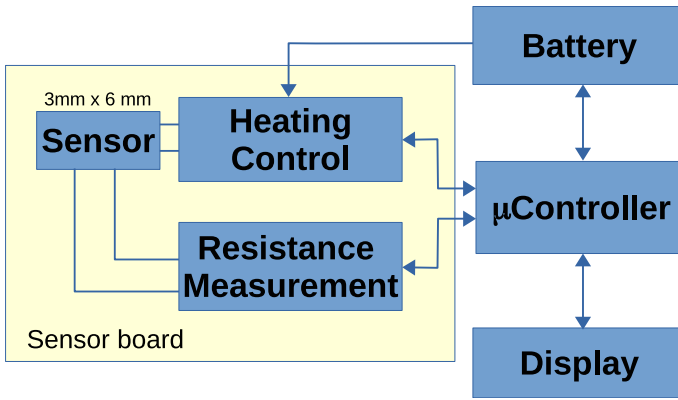 Battery
3mm x 6 mm
Sensor
Heating
Control
μController
Resistance
Measurement
Sensor board
Display